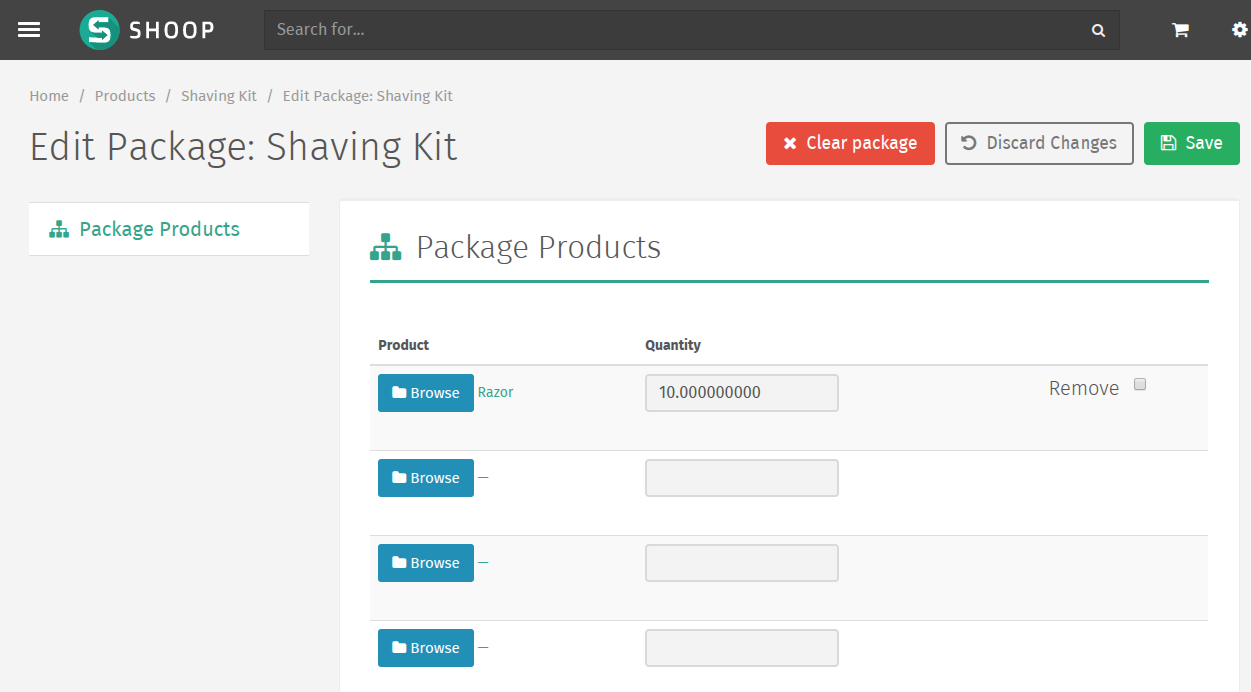 SHOOP
Search for...
Home / Products / Shaving Kit / Edit Package: Shaving Kit
Edit Package: Shaving Kit
Clear package
Discard Changes
Save
Package Products
Package Products
Product Quantity
Browse Razor 10.000000000 Remove
Browse —
Browse —
Browse —